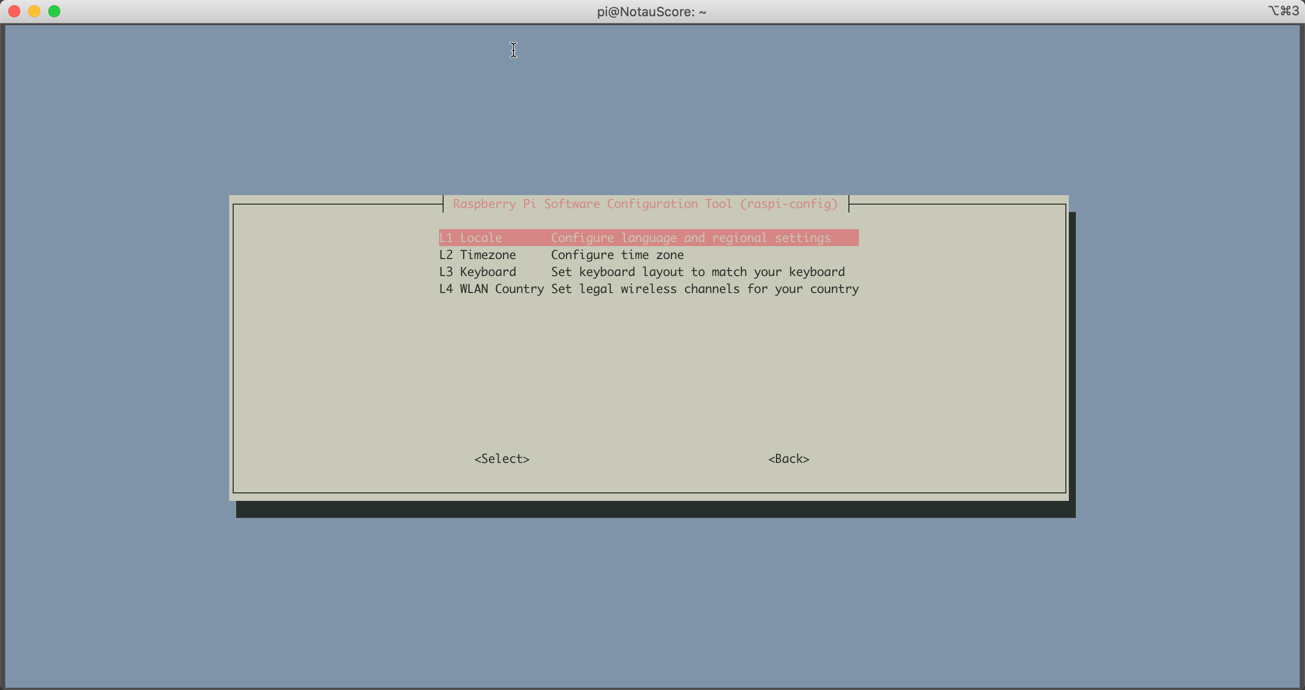 pi@NotauScore: ~
⌥⌘3
Raspberry Pi Software Configuration Tool (raspi-config)
L1 Locale Configure language and regional settings
L2 Timezone Configure time zone
L3 Keyboard Set keyboard layout to match your keyboard
L4 WLAN Country Set legal wireless channels for your country
<Select> <Back>